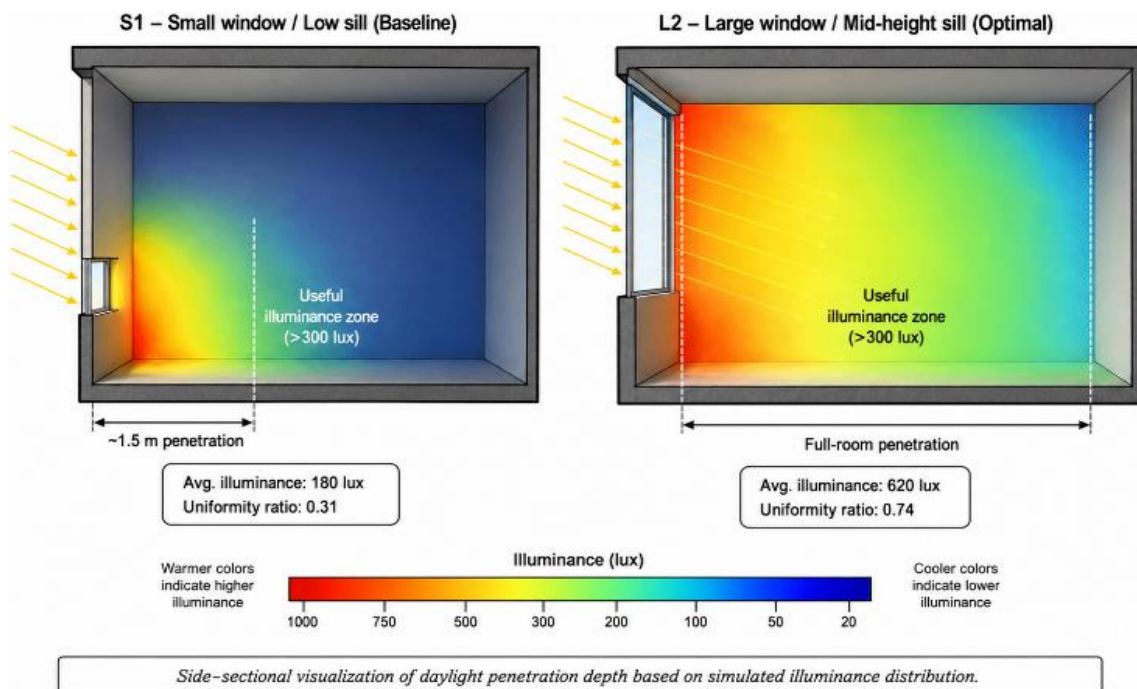 S1 – Small window / Low sill (Baseline)
L2 – Large window / Mid-height sill (Optimal)
Useful
illuminance zone
(>300 lux)
Useful
illuminance zone
(>300 lux)
~1.5 m penetration
Full-room penetration
Avg. illuminance: 180 lux
Uniformity ratio: 0.31
Avg. illuminance: 620 lux
Uniformity ratio: 0.74
Illuminance (lux)
Warmer colors
indicate higher
illuminance
Cooler colors
indicate lower
illuminance
1000 750 500 300 200 100 50 20
Side-sectional visualization of daylight penetration depth based on simulated illuminance distribution.